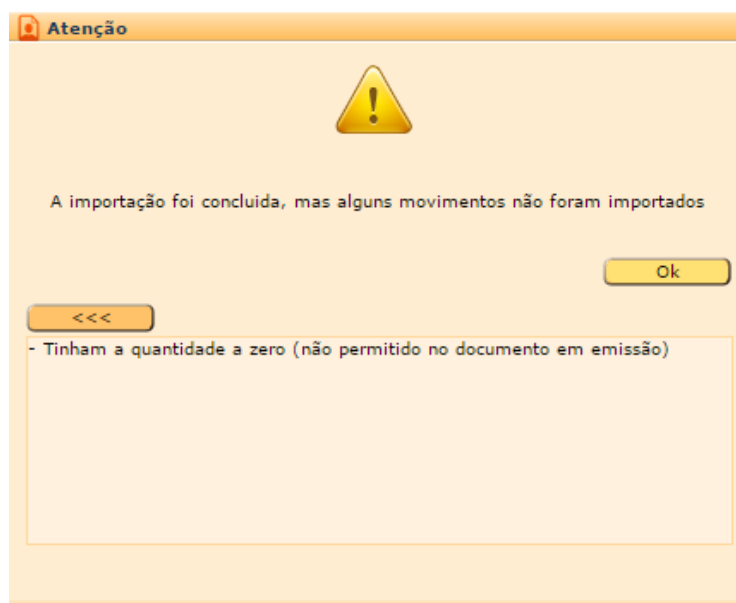 Atenção
A importação foi concluida, mas alguns movimentos não foram importados
Ok
<<<
- Tinham a quantidade a zero (não permitido no documento em emissão)